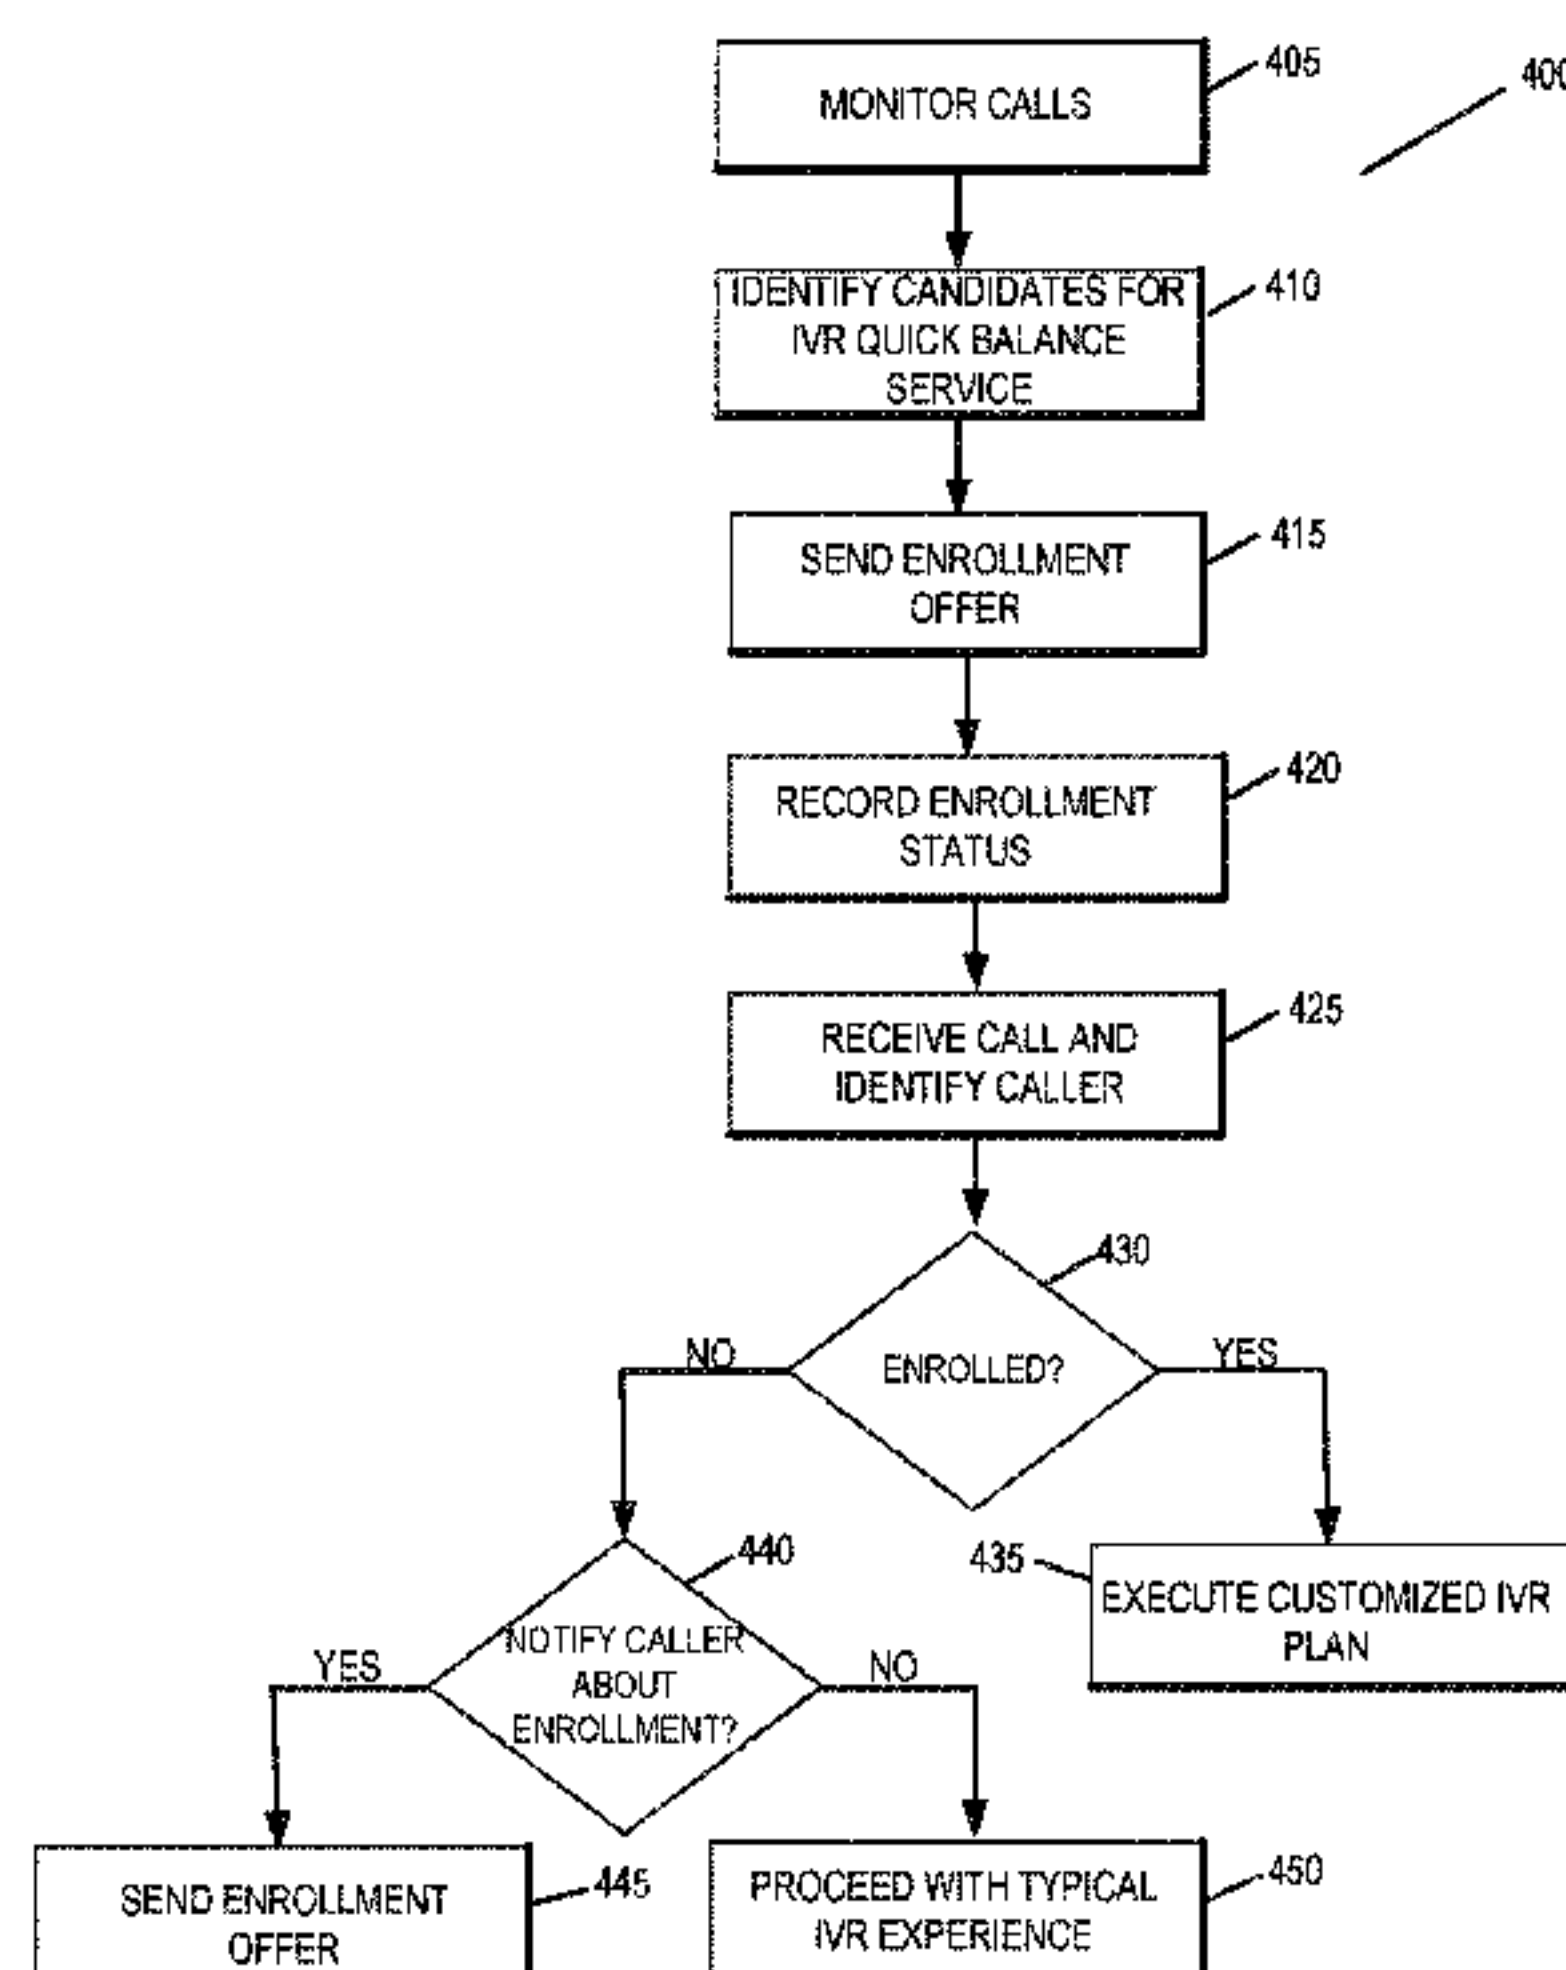 MONITOR CALLS
405
400
IDENTIFY CANDIDATES FOR
IVR QUICK BALANCE
SERVICE
410
SEND ENROLLMENT
OFFER
415
RECORD ENROLLMENT
STATUS
420
RECEIVE CALL AND
IDENTIFY CALLER
425
430
NO
ENROLLED?
YES
440
435
EXECUTE CUSTOMIZED IVR
PLAN
YES
NOTIFY CALLER
ABOUT
ENROLLMENT?
NO
SEND ENROLLMENT
OFFER
445
PROCEED WITH TYPICAL
IVR EXPERIENCE
450